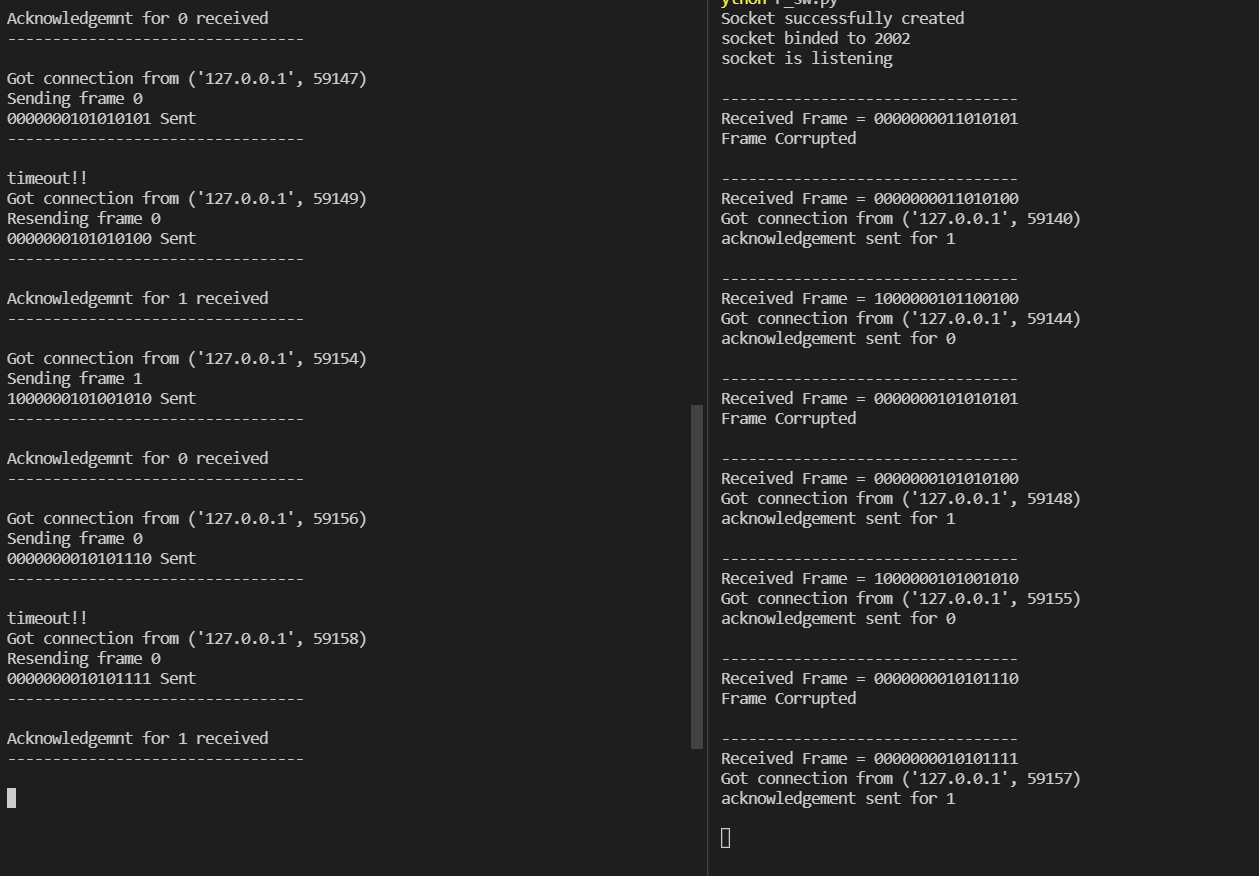 Acknowledgemnt for 0 received
---------------------------------
Got connection from ('127.0.0.1', 59147)
Sending frame 0
0000000101010101 Sent
---------------------------------
timeout!!
Got connection from ('127.0.0.1', 59149)
Resending frame 0
0000000101010100 Sent
---------------------------------
Acknowledgemnt for 1 received
---------------------------------
Got connection from ('127.0.0.1', 59154)
Sending frame 1
1000000101001010 Sent
---------------------------------
Acknowledgemnt for 0 received
---------------------------------
Got connection from ('127.0.0.1', 59156)
Sending frame 0
0000000010101110 Sent
---------------------------------
timeout!!
Got connection from ('127.0.0.1', 59158)
Resending frame 0
0000000010101111 Sent
---------------------------------
Acknowledgemnt for 1 received
---------------------------------
ython r_sw.py
Socket successfully created
socket binded to 2002
socket is listening
---------------------------------
Received Frame = 0000000011010101
Frame Corrupted
---------------------------------
Received Frame = 0000000011010100
Got connection from ('127.0.0.1', 59140)
acknowledgement sent for 1
---------------------------------
Received Frame = 1000000101100100
Got connection from ('127.0.0.1', 59144)
acknowledgement sent for 0
---------------------------------
Received Frame = 0000000101010101
Frame Corrupted
---------------------------------
Received Frame = 0000000101010100
Got connection from ('127.0.0.1', 59148)
acknowledgement sent for 1
---------------------------------
Received Frame = 1000000101001010
Got connection from ('127.0.0.1', 59155)
acknowledgement sent for 0
---------------------------------
Received Frame = 0000000010101110
Frame Corrupted
---------------------------------
Received Frame = 0000000010101111
Got connection from ('127.0.0.1', 59157)
acknowledgement sent for 1